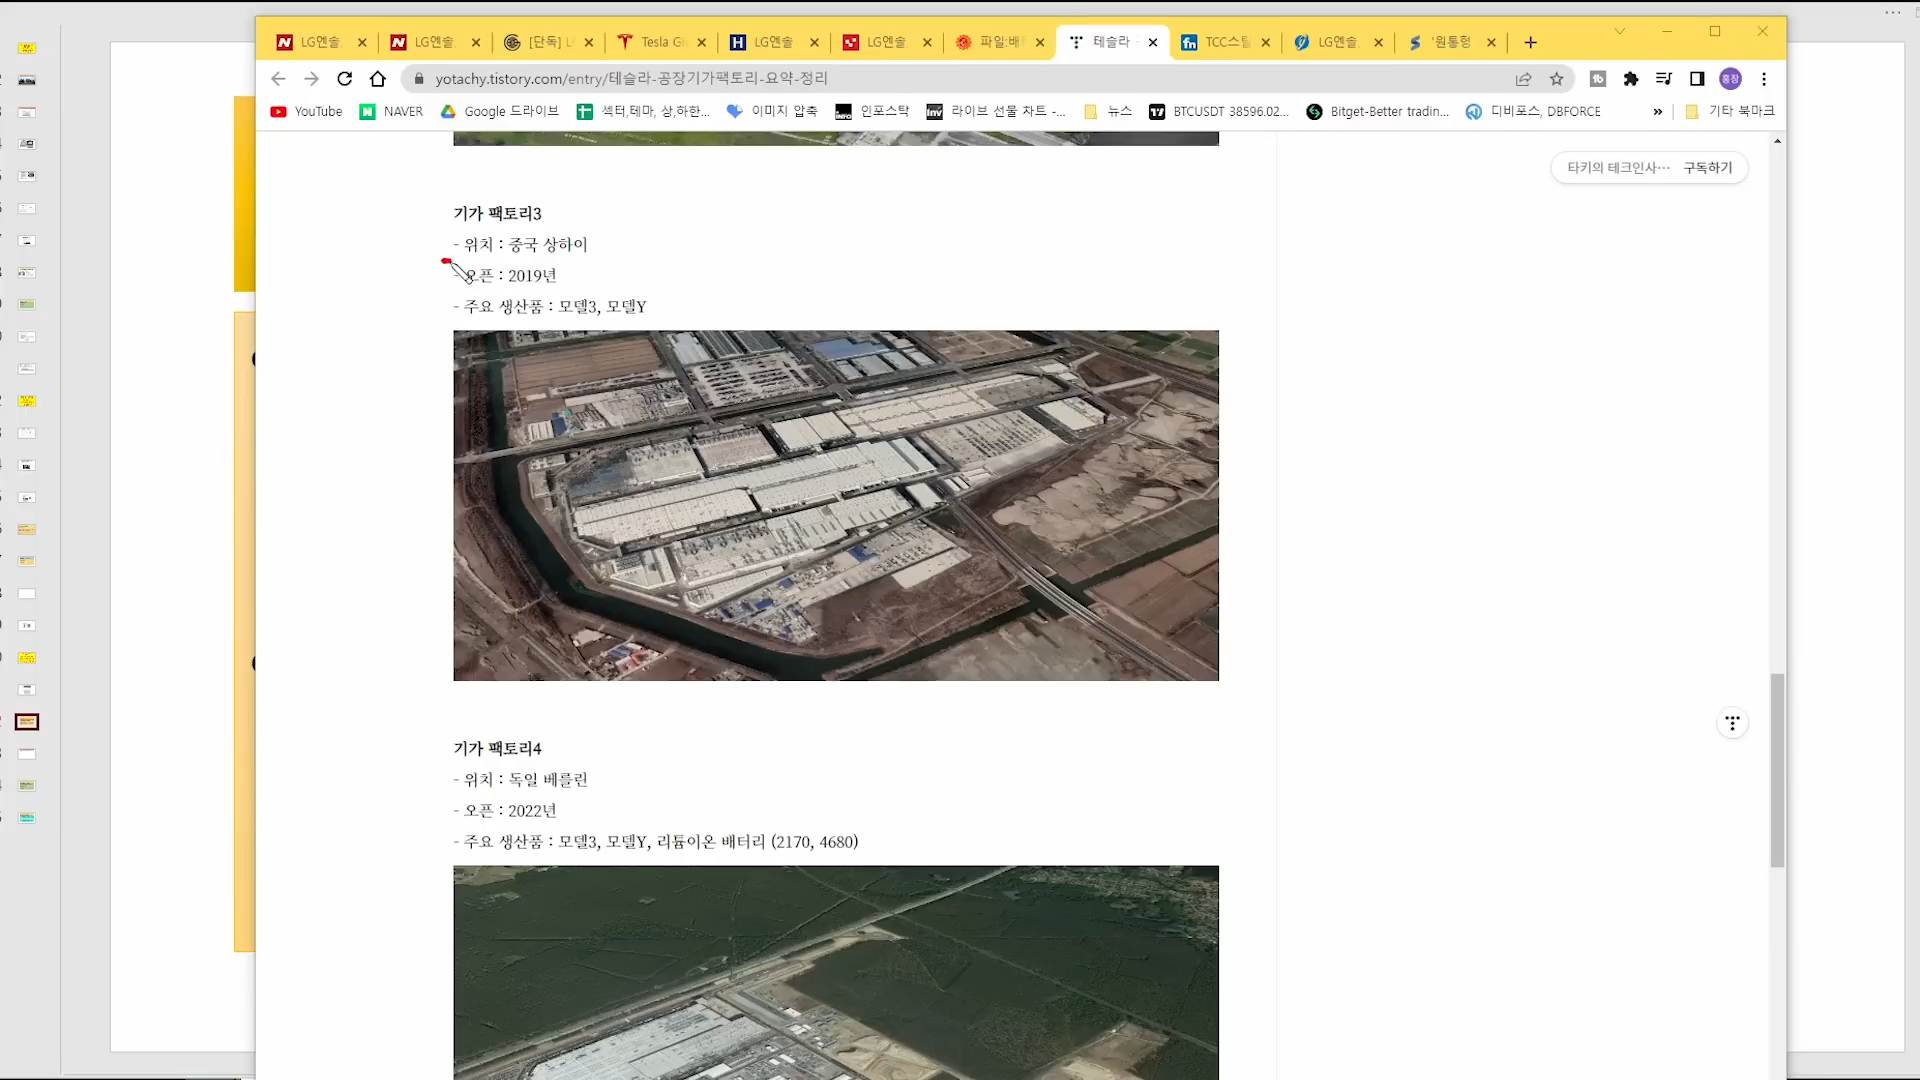 LG엔솔
LG엔솔
[단독] L
Tesla Gi
LG엔솔
LG엔솔
파일:배
테슬라
TCC스틸
LG엔솔
'원통형
yotachy.tistory.com/entry/테슬라-공장기가팩토리-요약-정리
홍장
YouTube
NAVER
Google 드라이브
섹터,테마, 상,하한...
이미지 압축
인포스탁
라이브 선물 차트 -...
뉴스
BTCUSDT 38596.02...
Bitget-Better tradin...
디비포스, DBFORCE
기타 북마크
타키의 테크인사… 구독하기
기가 팩토리3
- 위치 : 중국 상하이
- 오픈 : 2019년
- 주요 생산품 : 모델3, 모델Y
기가 팩토리4
- 위치 : 독일 베를린
- 오픈 : 2022년
- 주요 생산품 : 모델3, 모델Y, 리튬이온 배터리 (2170, 4680)